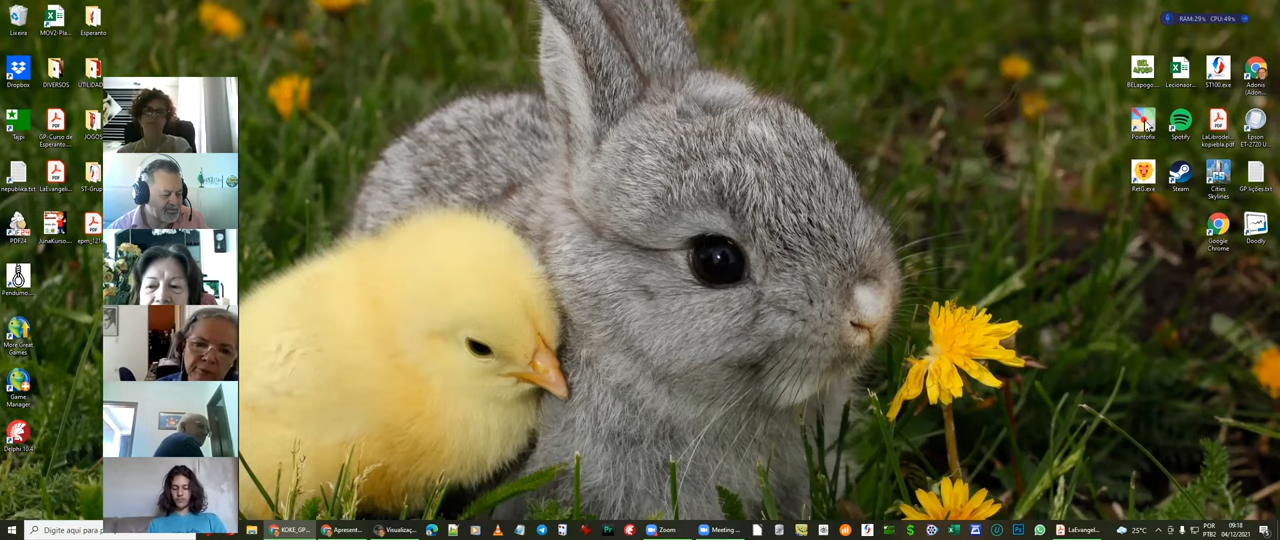 RAM:29% CPU:49%
Lixeira
MOV2-Pla...
Esperanto
Dropbox
DIVERSOS
UTILIDAD
Tajpi
GP-Curso de
Esperanto...
JOGOS
nepublika.txt
LaEvangeli...
ST-Grup
PDF24
JunaKurso...
epm_121
Pendumo...
More Great
Games
Game
Manager
Delphi 10.4
BELapogo...
Lecionaor...
ST100.exe
Adonis
(Adon...
Pointofix
Spotify
LaLibrodel...
kopiebla.pdf
Epson
ET-2720 U...
RetG.exe
Steam
Cities
Skylines
GP lições.txt
Google
Chrome
Doodly
Digite aqui para p
KOKE_GP...
Apresent...
Visualizaç...
Zoom
Meeting ...
LaEvangel...
25°C
POR
PTB2
09:18
04/12/2021